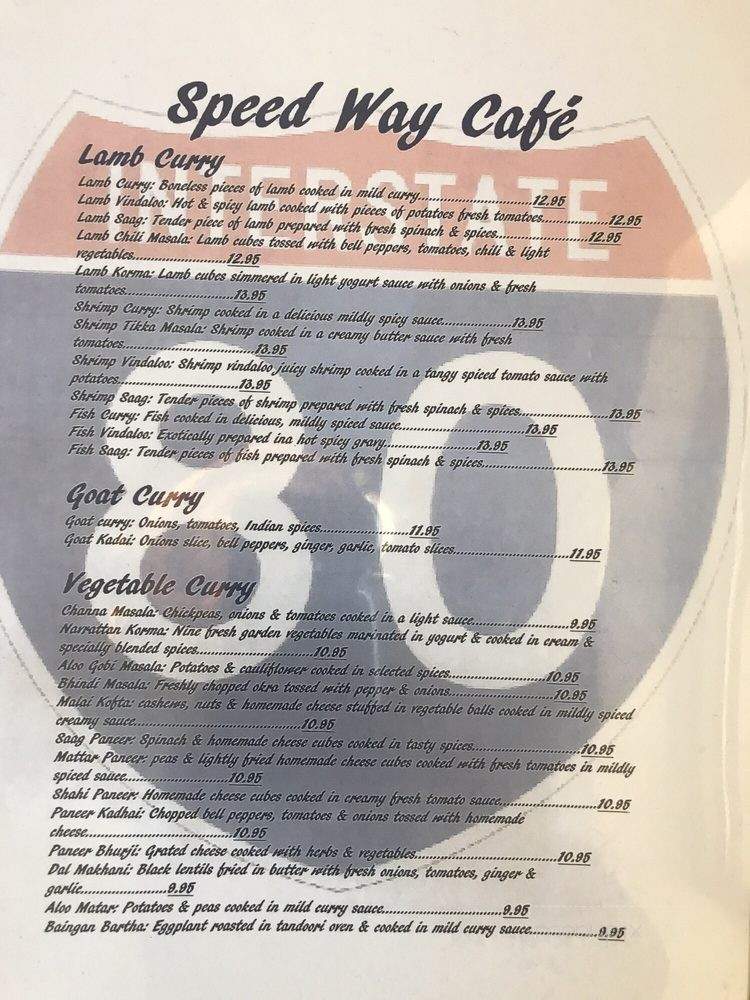 Speed Way Café
INTERSTATE
80
Lamb Curry
Lamb Curry: Boneless pieces of lamb cooked in mild curry..............................12.95
Lamb Vindaloo: Hot & spicy lamb cooked with pieces of potatoes fresh tomatoes.................12.95
Lamb Saag: Tender piece of lamb prepared with fresh spinach & spices.......................12.95
Lamb Chili Masala: Lamb cubes tossed with bell peppers, tomatoes, chili & light
vegetables.......................12.95
Lamb Korma: Lamb cubes simmered in light yogurt sauce with onions & fresh
tomatoes...........................13.95
Shrimp Curry: Shrimp cooked in a delicious mildly spicy sauce.................13.95
Shrimp Tikka Masala: Shrimp cooked in a creamy butter sauce with fresh
tomatoes................................13.95
Shrimp Vindaloo: Shrimp vindaloo juicy shrimp cooked in a tangy spiced tomato sauce with
potatoes..............................13.95
Shrimp Saag: Tender pieces of shrimp prepared with fresh spinach & spices......................13.95
Fish Curry: Fish cooked in delicious, mildly spiced sauce...............................13.95
Fish Vindaloo: Exotically prepared ina hot spicy gravy.......................13.95
Fish Saag: Tender pieces of fish prepared with fresh spinach & spices..............................13.95
Goat Curry
Goat curry: Onions, tomatoes, Indian spices......................11.95
Goat Kadai: Onions slice, bell peppers, ginger, garlic, tomato slices............................11.95
Vegetable Curry
Channa Masala: Chickpeas, onions & tomatoes cooked in a light sauce........................9.95
Navrattan Korma: Nine fresh garden vegetables marinated in yogurt & cooked in cream &
specially blended spices.............................10.95
Aloo Gobi Masala: Potatoes & cauliflower cooked in selected spices........................10.95
Bhindi Masala: Freshly chopped okra tossed with pepper & onions..........................10.95
Malai Kofta: cashews, nuts & homemade cheese stuffed in vegetable balls cooked in mildly spiced
creamy sauce..........................................10.95
Saag Paneer: Spinach & homemade cheese cubes cooked in tasty spices...........................10.95
Mattar Paneer: peas & lightly fried homemade cheese cubes cooked with fresh tomatoes in mildly
spiced sauce..........................10.95
Shahi Paneer: Homemade cheese cubes cooked in creamy fresh tomato sauce........................10.95
Paneer Kadhai: Chopped bell peppers, tomatoes & onions tossed with homemade
cheese....................................10.95
Paneer Bhurji: Grated cheese cooked with herbs & vegetables...................................10.95
Dal Makhani: Black lentils fried in butter with fresh onions, tomatoes, ginger &
garlic.....................9.95
Aloo Matar: Potatoes & peas cooked in mild curry sauce..............................9.95
Baingan Bartha: Eggplant roasted in tandoori oven & cooked in mild curry sauce.................9.95